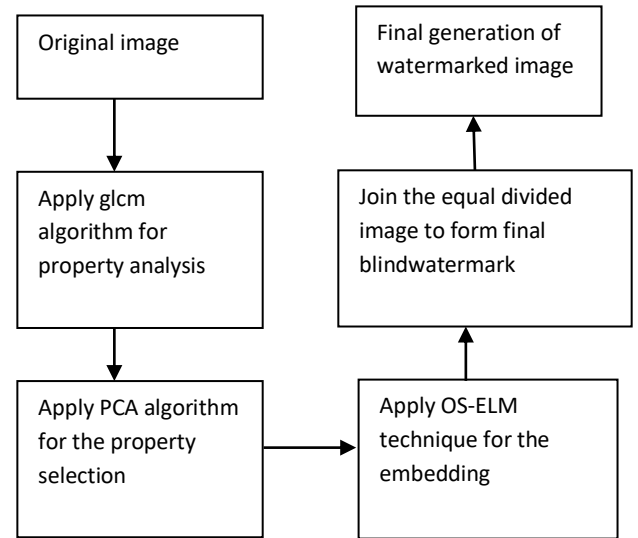 Original image
Apply glcm
algorithm for
property analysis
Apply PCA algorithm
for the property
selection
Apply OS-ELM
technique for the
embedding
Join the equal divided
image to form final
blindwatermark
Final generation of
watermarked image